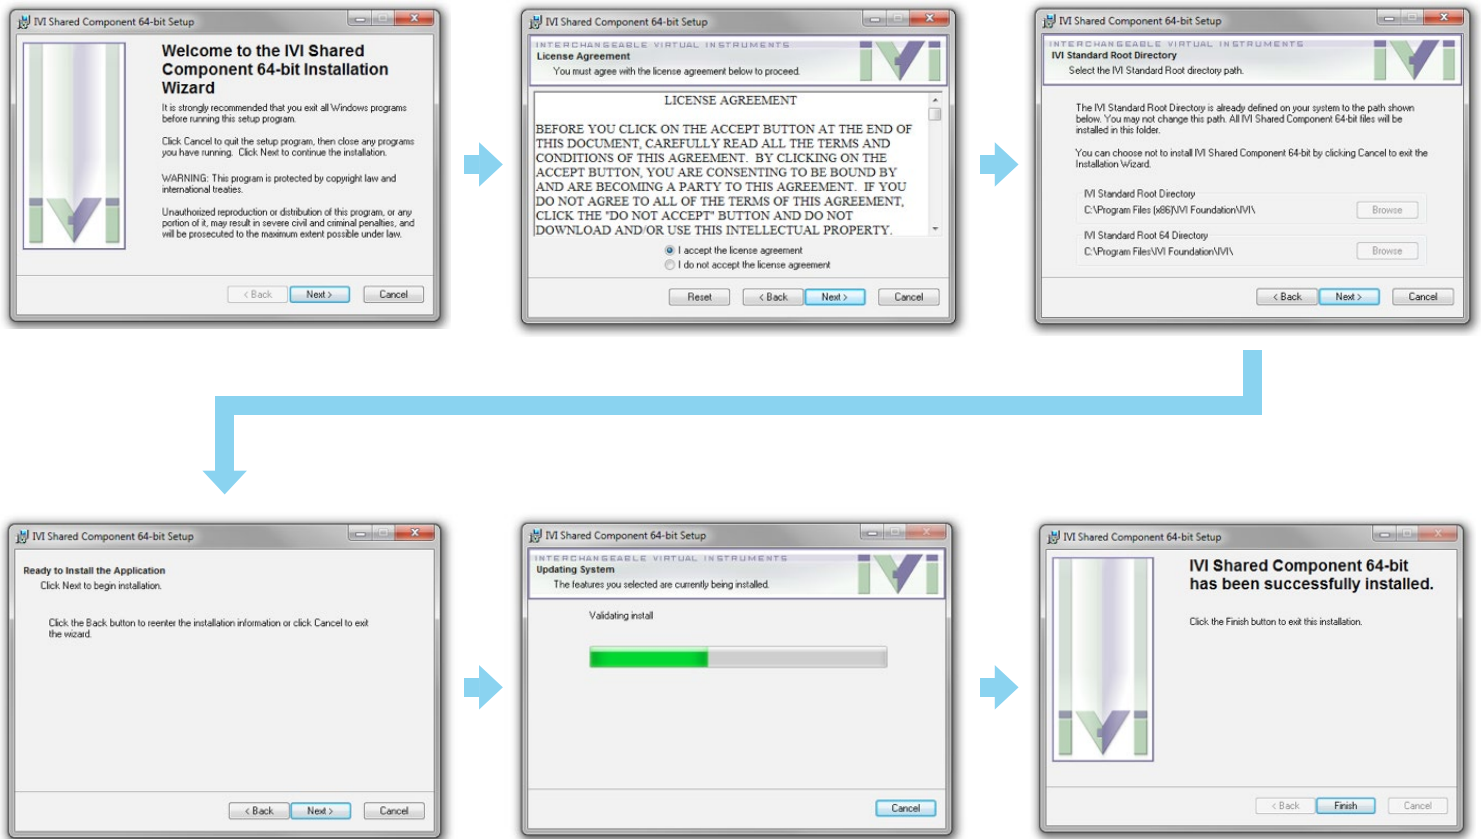 IVI Shared Component 64-bit Setup
Welcome to the IVI Shared
Component 64-bit Installation
Wizard
It is strongly recommended that you exit all Windows programs
before running this setup program.
Click Cancel to quit the setup program, then close any programs
you have running. Click Next to continue the installation.
WARNING: This program is protected by copyright law and
international treaties.
Unauthorized reproduction or distribution of this program, or any
portion of it, may result in severe civil and criminal penalties, and
will be prosecuted to the maximum extent possible under law.
iVi
< Back Next > Cancel
IVI Shared Component 64-bit Setup
INTERCHANGEABLE VIRTUAL INSTRUMENTS
License Agreement
You must agree with the license agreement below to proceed.
iVi
LICENSE AGREEMENT
BEFORE YOU CLICK ON THE ACCEPT BUTTON AT THE END OF
THIS DOCUMENT, CAREFULLY READ ALL THE TERMS AND
CONDITIONS OF THIS AGREEMENT. BY CLICKING ON THE
ACCEPT BUTTON, YOU ARE CONSENTING TO BE BOUND BY
AND ARE BECOMING A PARTY TO THIS AGREEMENT. IF YOU
DO NOT AGREE TO ALL OF THE TERMS OF THIS AGREEMENT,
CLICK THE "DO NOT ACCEPT" BUTTON AND DO NOT
DOWNLOAD AND/OR USE THIS INTELLECTUAL PROPERTY.
I accept the license agreement
I do not accept the license agreement
Reset < Back Next > Cancel
IVI Shared Component 64-bit Setup
INTERCHANGEABLE VIRTUAL INSTRUMENTS
IVI Standard Root Directory
Select the IVI Standard Root directory path.
iVi
The IVI Standard Root Directory is already defined on your system to the path shown
below. You may not change this path. All IVI Shared Component 64-bit files will be
installed in this folder.
You can choose not to install IVI Shared Component 64-bit by clicking Cancel to exit the
Installation Wizard.
IVI Standard Root Directory
C:\Program Files (x86)\IVI Foundation\IVI\ Browse
IVI Standard Root 64 Directory
C:\Program Files\IVI Foundation\IVI\ Browse
< Back Next > Cancel
IVI Shared Component 64-bit Setup
Ready to Install the Application
Click Next to begin installation.
Click the Back button to reenter the installation information or click Cancel to exit
the wizard.
< Back Next > Cancel
IVI Shared Component 64-bit Setup
INTERCHANGEABLE VIRTUAL INSTRUMENTS
Updating System
The features you selected are currently being installed.
iVi
Validating install
Cancel
IVI Shared Component 64-bit Setup
IVI Shared Component 64-bit
has been successfully installed.
Click the Finish button to exit this installation.
iVi
< Back Finish Cancel